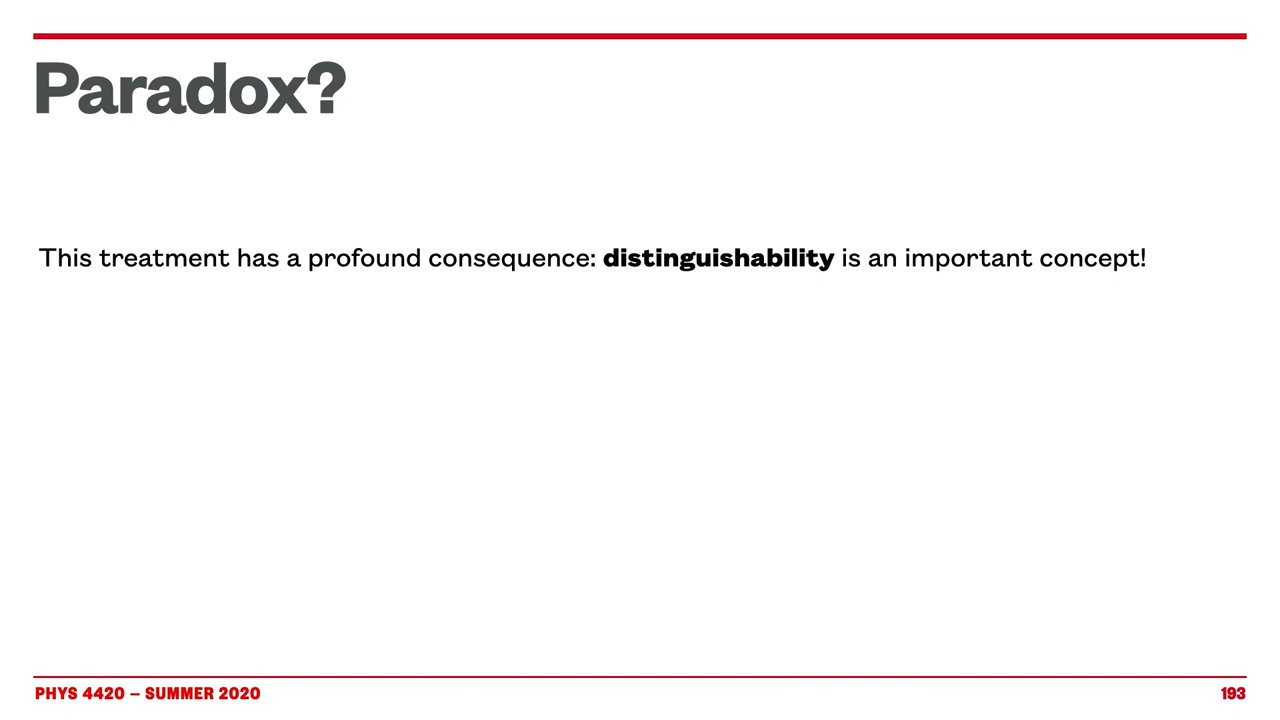 Paradox?
This treatment has a profound consequence: distinguishability is an important concept!
PHYS 4420 – SUMMER 2020
193